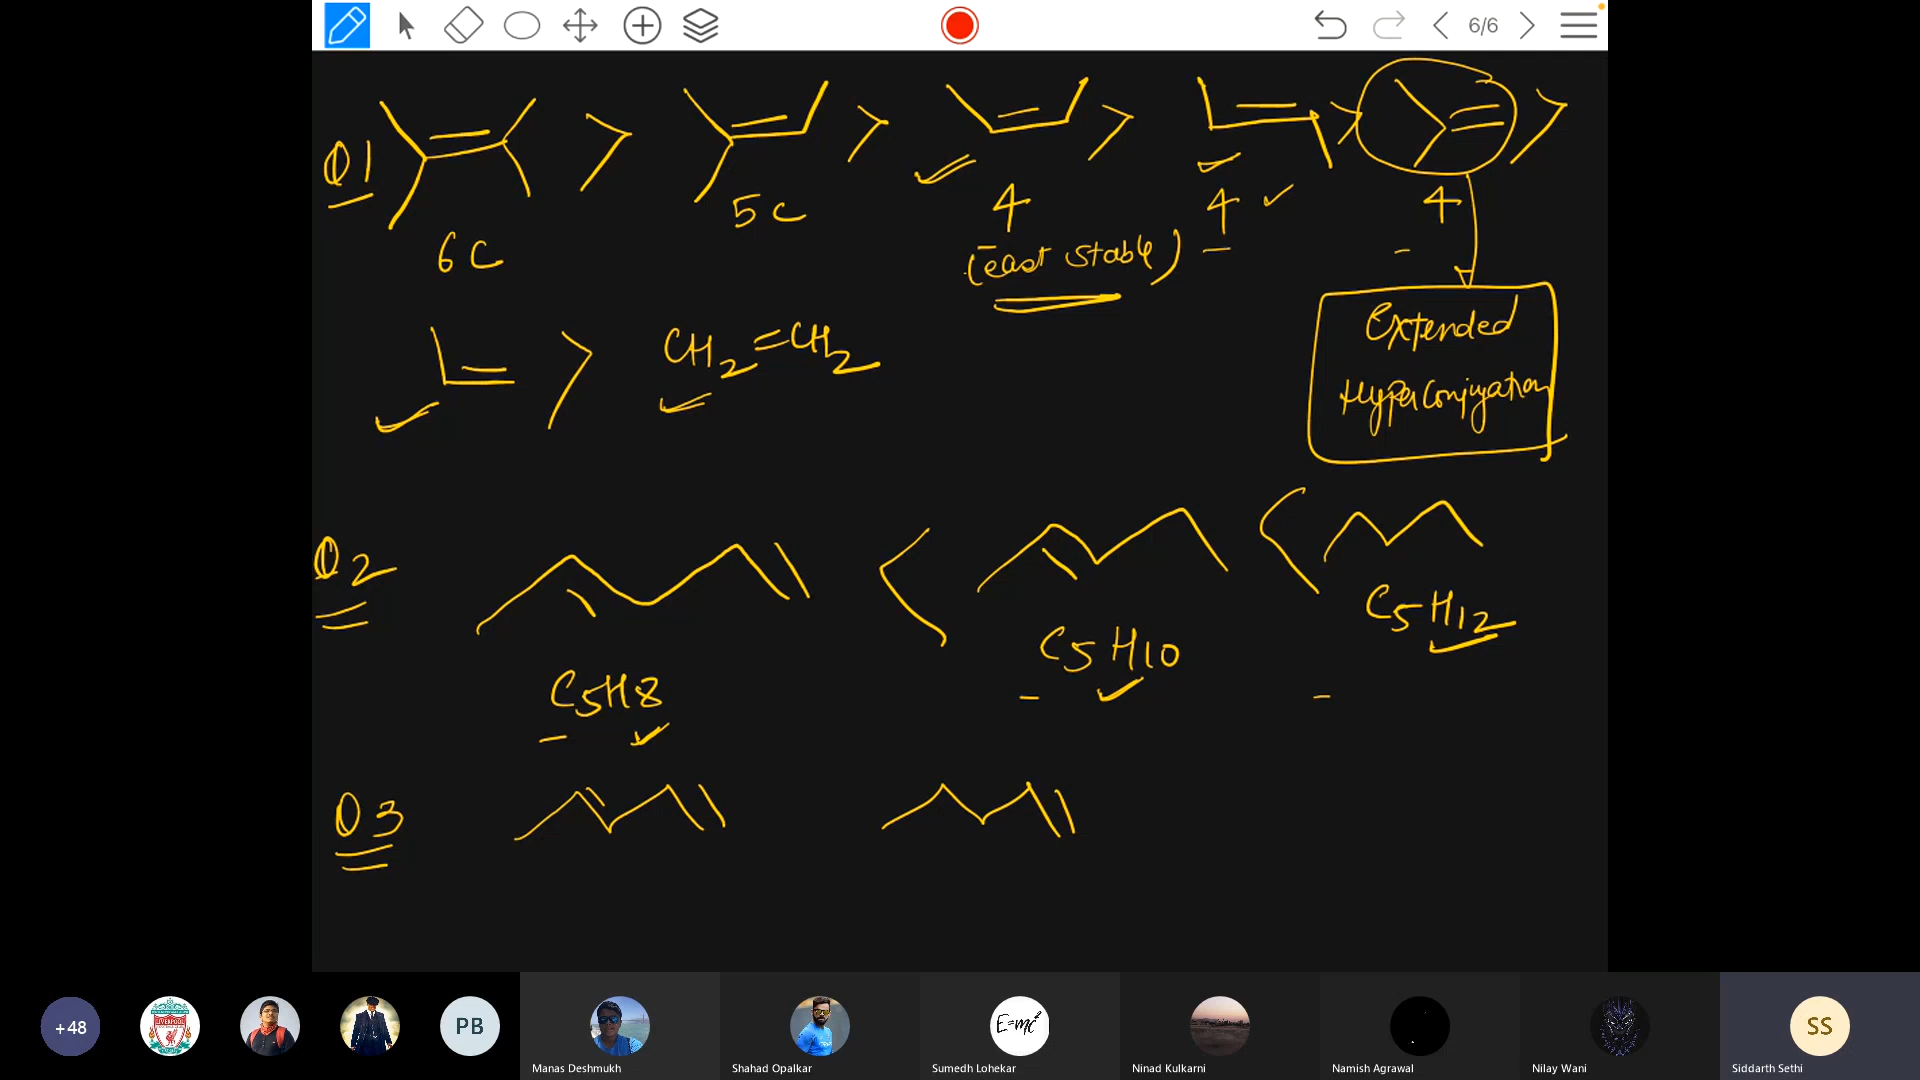 6/6
Q1
6C
5C
4
4
4
(least stable)
Extended
Hyperconjugation
CH2=CH2
Q2
C5H8
C5H10
C5H12
Q3
+48
LIVERPOOL
PB
E=mc²
SS
Manas Deshmukh
Shahad Opalkar
Sumedh Lohekar
Ninad Kulkarni
Namish Agrawal
Nilay Wani
Siddarth Sethi